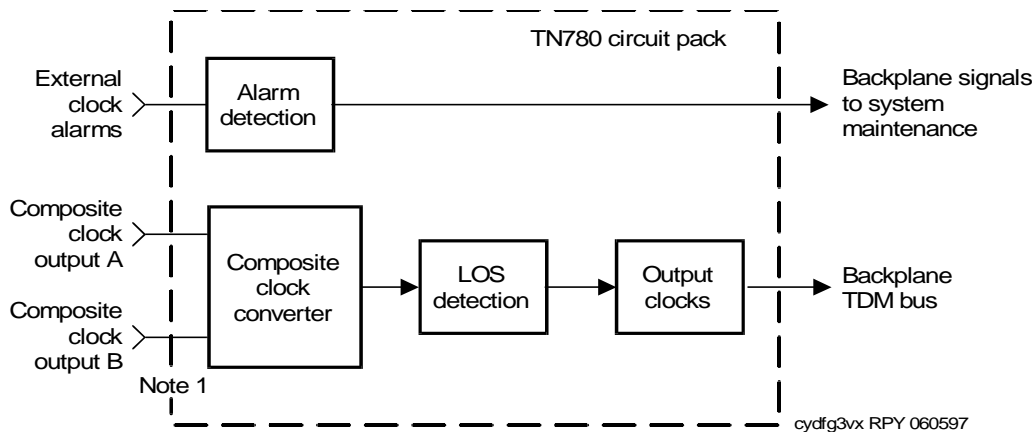 TN780 circuit pack
External
clock
alarms
Alarm
detection
Backplane signals
to system
maintenance
Composite
clock
output A
Composite
clock
output B
Composite
clock
converter
LOS
detection
Output
clocks
Backplane
TDM bus
Note 1
cydfg3vx RPY 060597